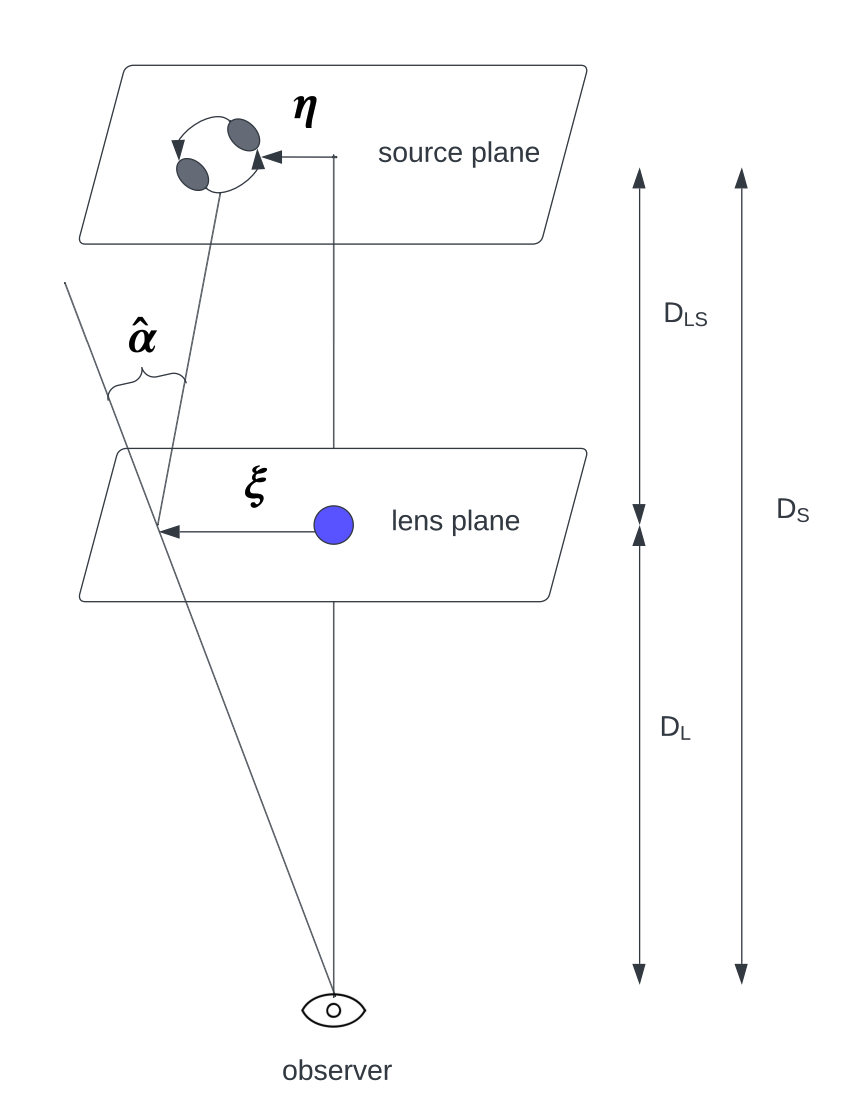 η
source plane
D_LS
α̂
ξ
lens plane
D_S
D_L
observer